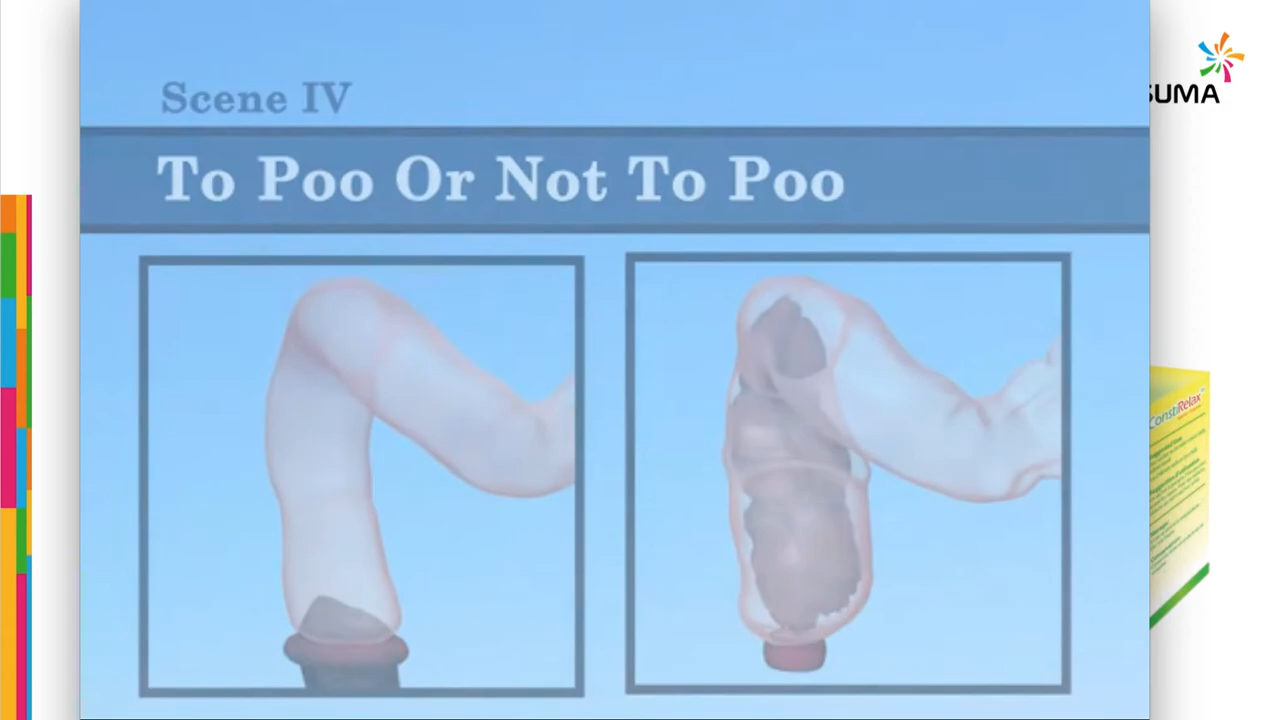 Scene IV
To Poo Or Not To Poo
SUMA
ConstiRelax